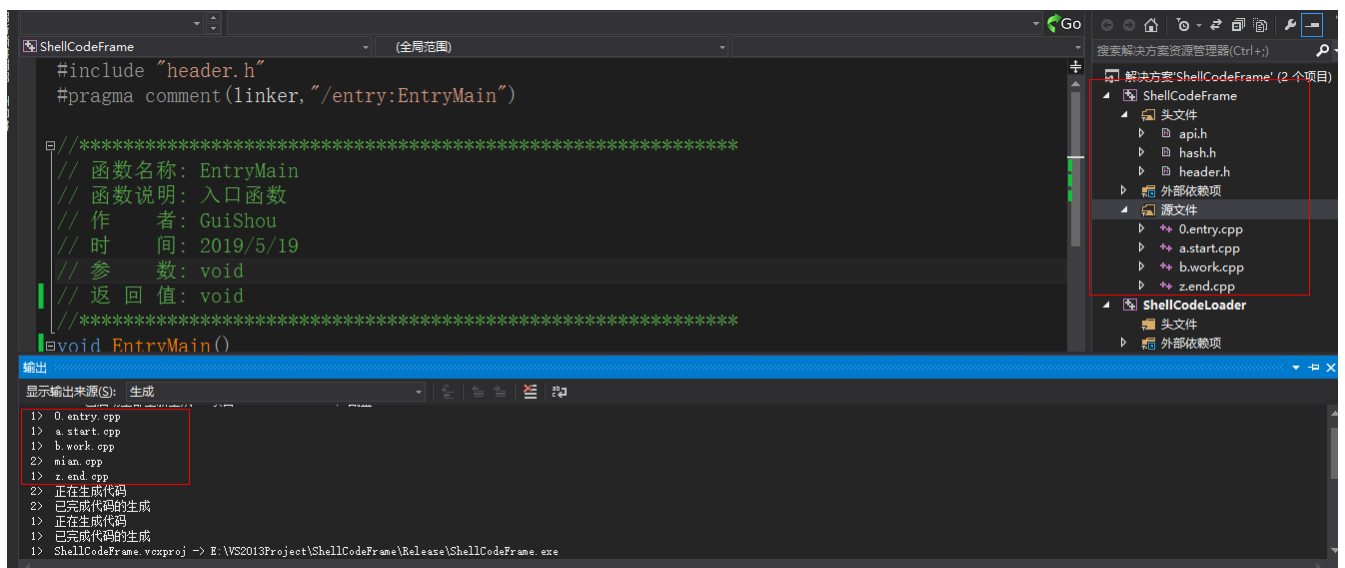 Go
ShellCodeFrame
(全局范围)
#include "header.h"
#pragma comment(linker,"/entry:EntryMain")
//************************************************************
// 函数名称: EntryMain
// 函数说明: 入口函数
// 作 者: GuiShou
// 时 间: 2019/5/19
// 参 数: void
// 返 回 值: void
//************************************************************
void EntryMain()
搜索解决方案资源管理器(Ctrl+;)
解决方案'ShellCodeFrame' (2 个项目)
ShellCodeFrame
头文件
api.h
hash.h
header.h
外部依赖项
源文件
0.entry.cpp
a.start.cpp
b.work.cpp
z.end.cpp
ShellCodeLoader
头文件
外部依赖项
输出
显示输出来源(S): 生成
1> 0.entry.cpp
1> a.start.cpp
1> b.work.cpp
2> mian.cpp
1> z.end.cpp
2> 正在生成代码
2> 已完成代码的生成
1> 正在生成代码
1> 已完成代码的生成
1> ShellCodeFrame.vcxproj -> E:\VS2013Project\ShellCodeFrame\Release\ShellCodeFrame.exe